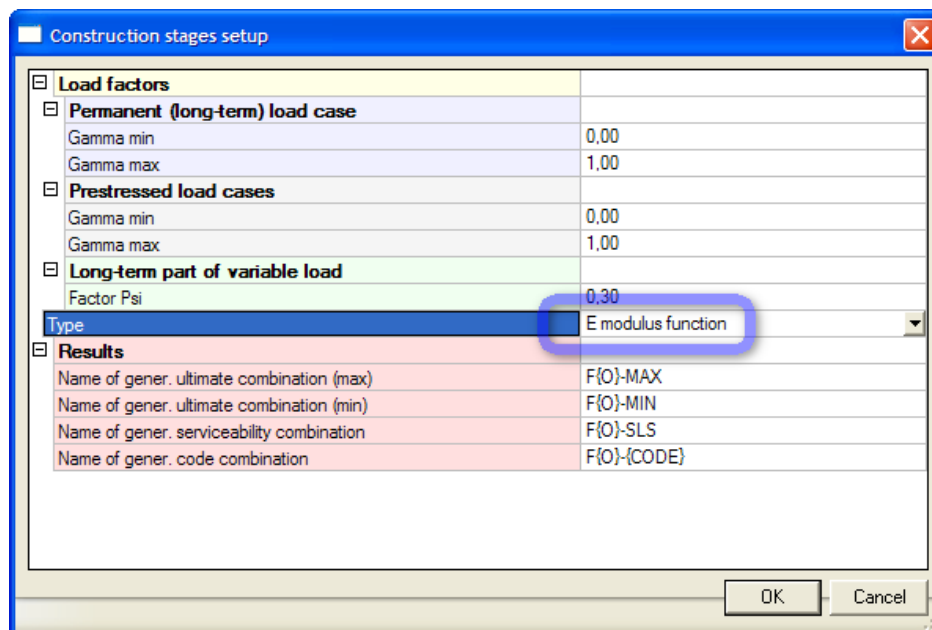 Construction stages setup
Load factors
Permanent (long-term) load case
Gamma min 0,00
Gamma max 1,00
Prestressed load cases
Gamma min 0,00
Gamma max 1,00
Long-term part of variable load
Factor Psi 0,30
Type E modulus function
Results
Name of gener. ultimate combination (max) F{O}-MAX
Name of gener. ultimate combination (min) F{O}-MIN
Name of gener. serviceability combination F{O}-SLS
Name of gener. code combination F{O}-{CODE}
OK Cancel